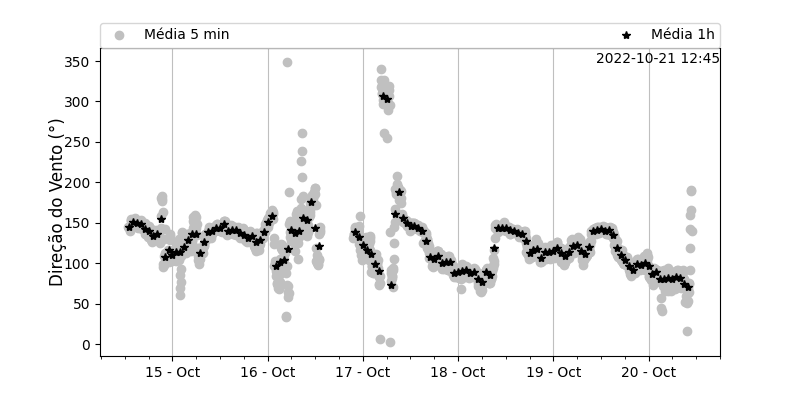 Média 5 min
Média 1h
2022-10-21 12:45
Direção do Vento (°)
350
300
250
200
150
100
50
0
15 - Oct
16 - Oct
17 - Oct
18 - Oct
19 - Oct
20 - Oct